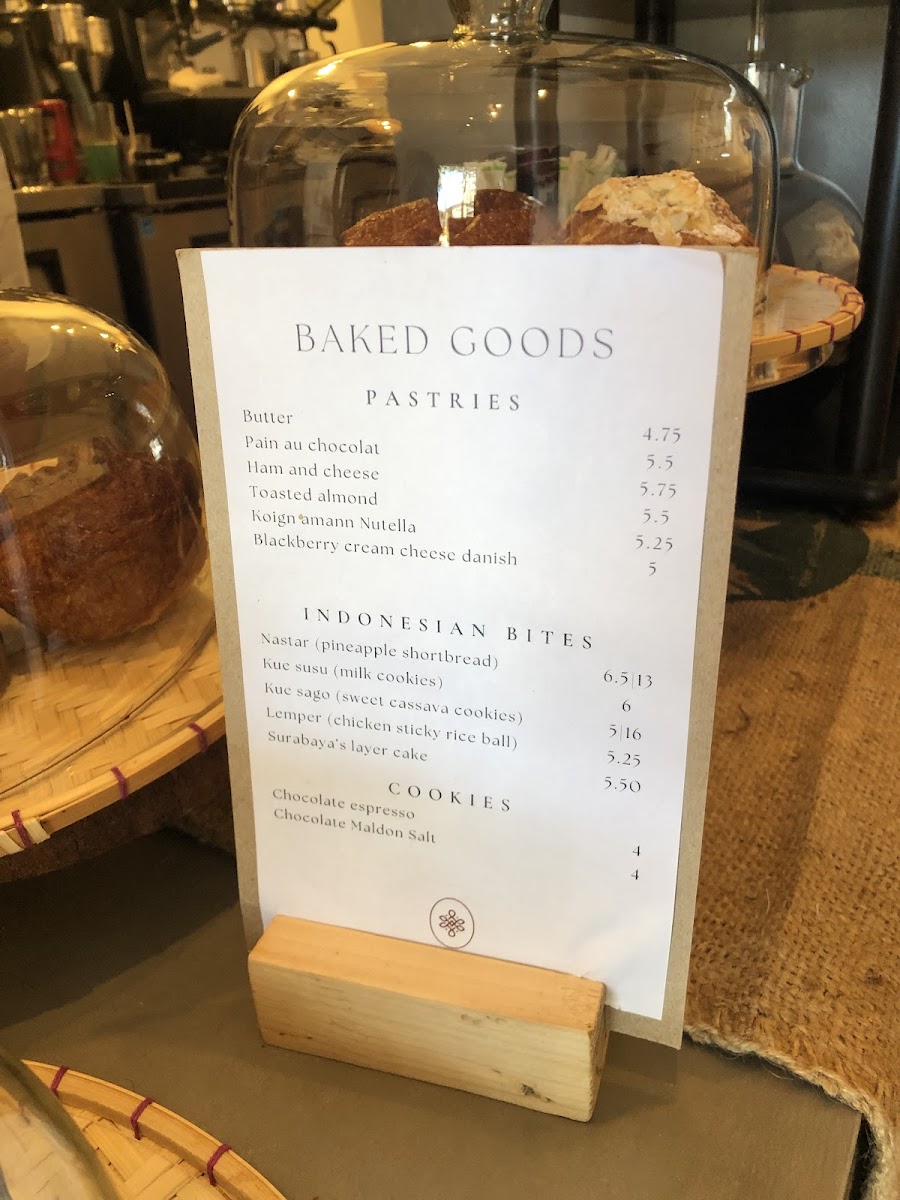 BAKED GOODS
PASTRIES
Butter 4.75
Pain au chocolat 5.5
Ham and cheese 5.75
Toasted almond 5.5
Koign amann Nutella 5.25
Blackberry cream cheese danish 5
INDONESIAN BITES
Nastar (pineapple shortbread) 6.5|13
Kue susu (milk cookies) 6
Kue sago (sweet cassava cookies) 5|16
Lemper (chicken sticky rice ball) 5.25
Surabaya's layer cake 5.50
COOKIES
Chocolate espresso 4
Chocolate Maldon Salt 4